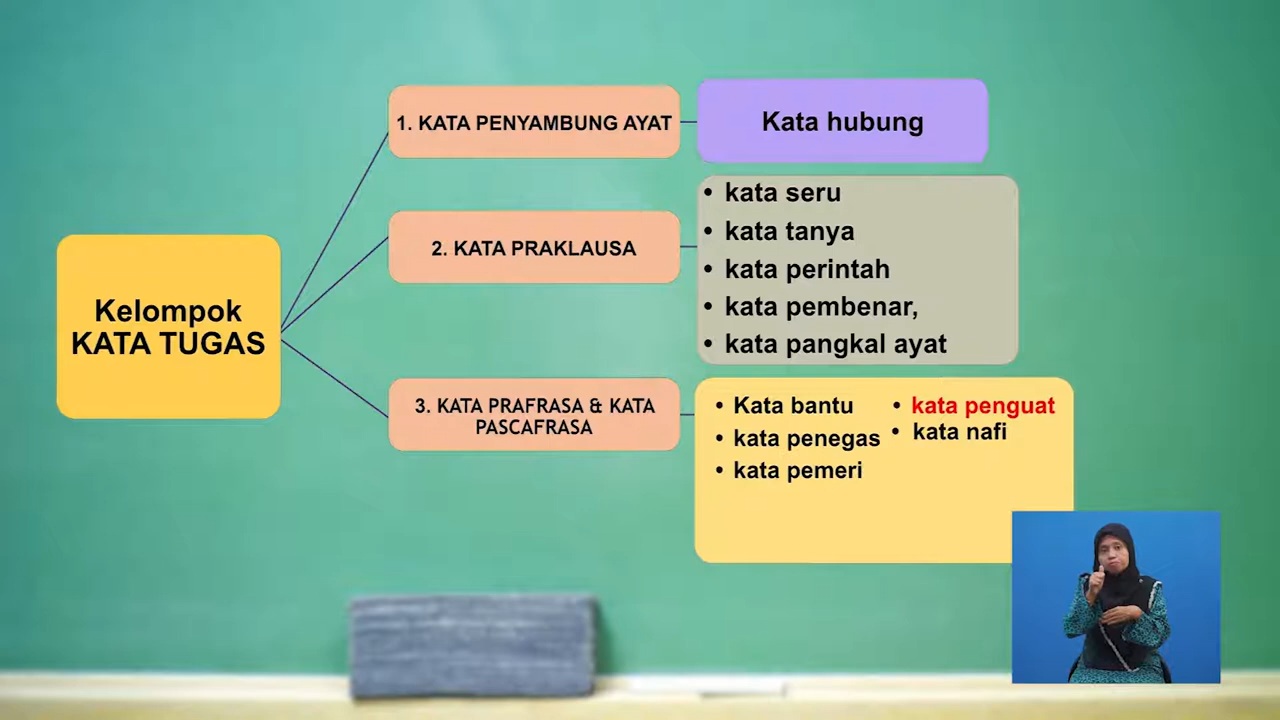 Kelompok
KATA TUGAS
1. KATA PENYAMBUNG AYAT
Kata hubung
2. KATA PRAKLAUSA
• kata seru
• kata tanya
• kata perintah
• kata pembenar,
• kata pangkal ayat
3. KATA PRAFRASA & KATA
PASCAFRASA
• Kata bantu
• kata penegas
• kata pemeri
• kata penguat
• kata nafi